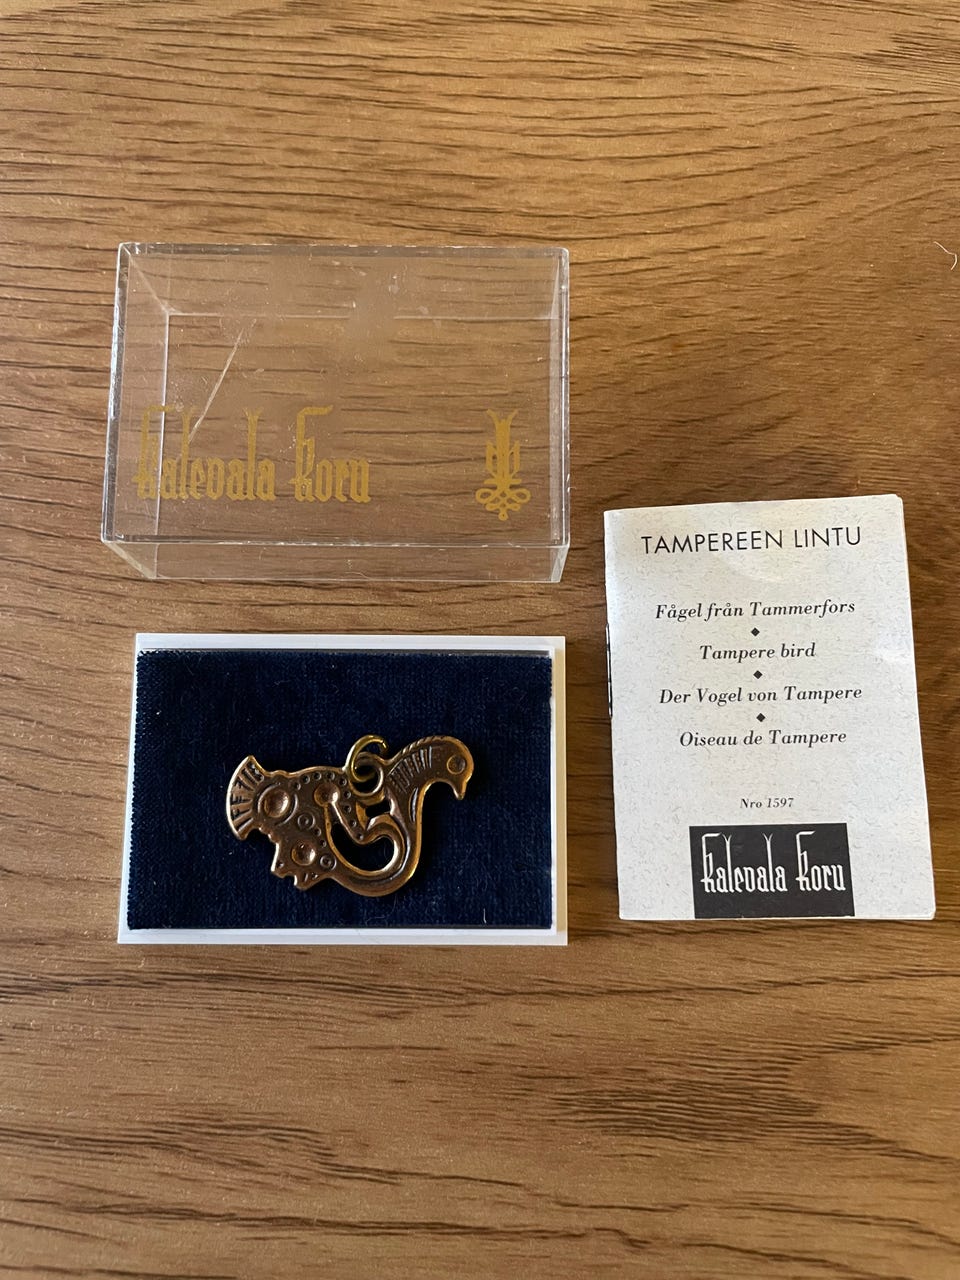 Kalevala Koru
TAMPEREEN LINTU
Fågel från Tammerfors
Tampere bird
Der Vogel von Tampere
Oiseau de Tampere
Nro 1597
Kalevala Koru